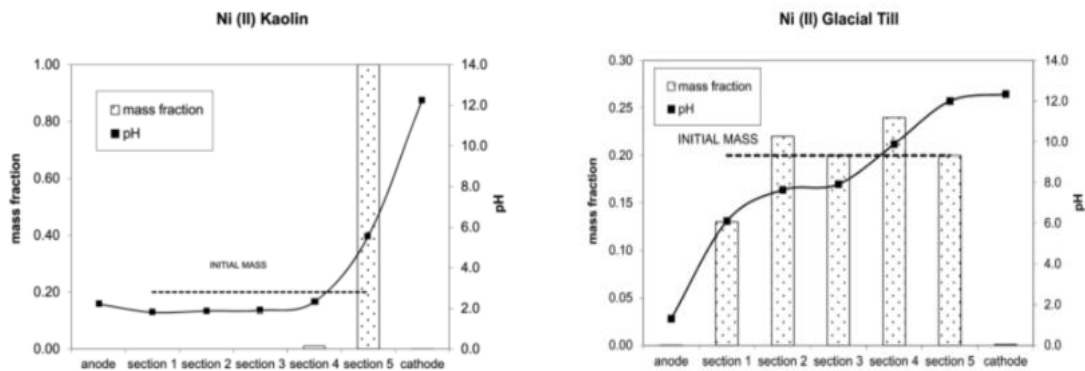 Ni (II) Kaolin
1.00 14.0
12.0
0.80
10.0
0.60
8.0
6.0
0.40
4.0
0.20
2.0
0.00 0.0
mass fraction
pH
mass fraction
pH
INITIAL MASS
anode section 1 section 2 section 3 section 4 section 5 cathode
Ni (II) Glacial Till
0.30 14.0
0.25 12.0
10.0
0.20
8.0
0.15
6.0
0.10
4.0
0.05
2.0
0.00 0.0
mass fraction
pH
mass fraction
pH
INITIAL MASS
anode section 1 section 2 section 3 section 4 section 5 cathode